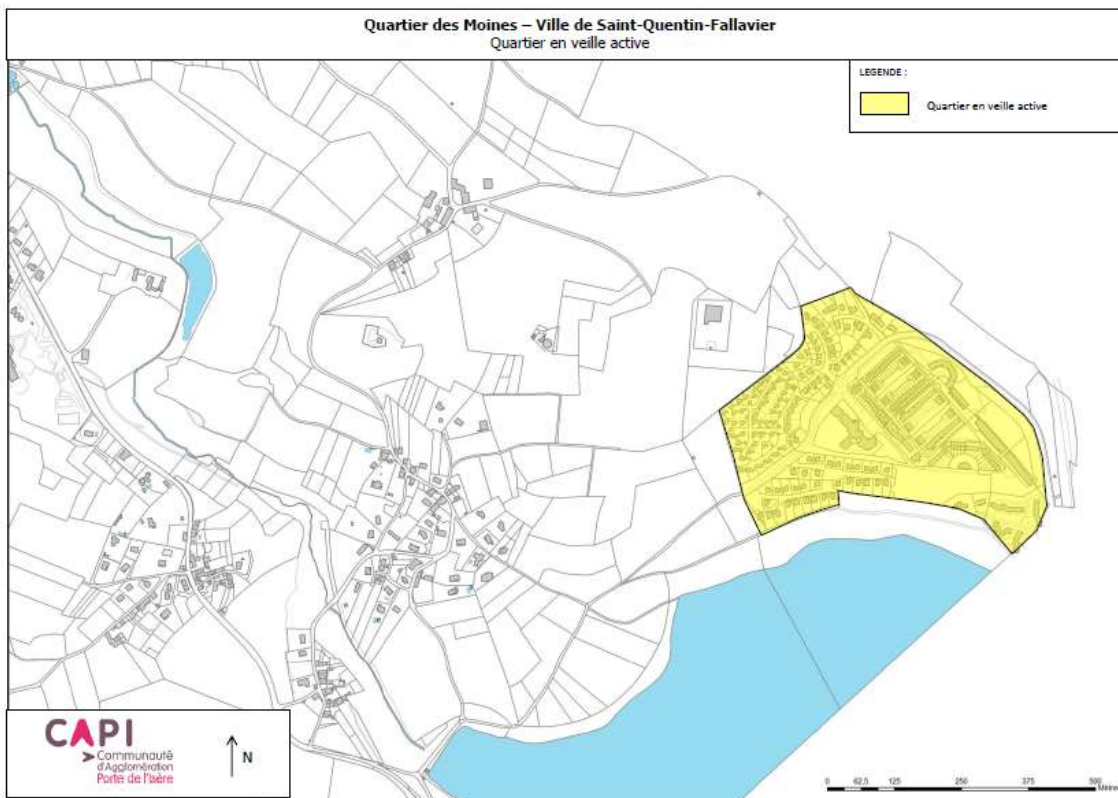 Quartier des Moines – Ville de Saint-Quentin-Fallavier
Quartier en veille active
LEGENDE :
Quartier en veille active
CAPI
Communauté
d'Agglomération
Porte de l'Isère
N
0 62,5 125 250 375 500
Mètres